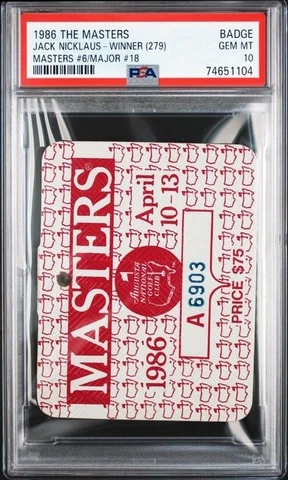 1986 THE MASTERS
BADGE
JACK NICKLAUS - WINNER (279)
GEM MT
MASTERS #6/MAJOR #18
10
PSA
74651104
MASTERS®
1986
April
10-13
AUGUSTA
NATIONAL
GOLF
CLUB
A6903
PRICE $75